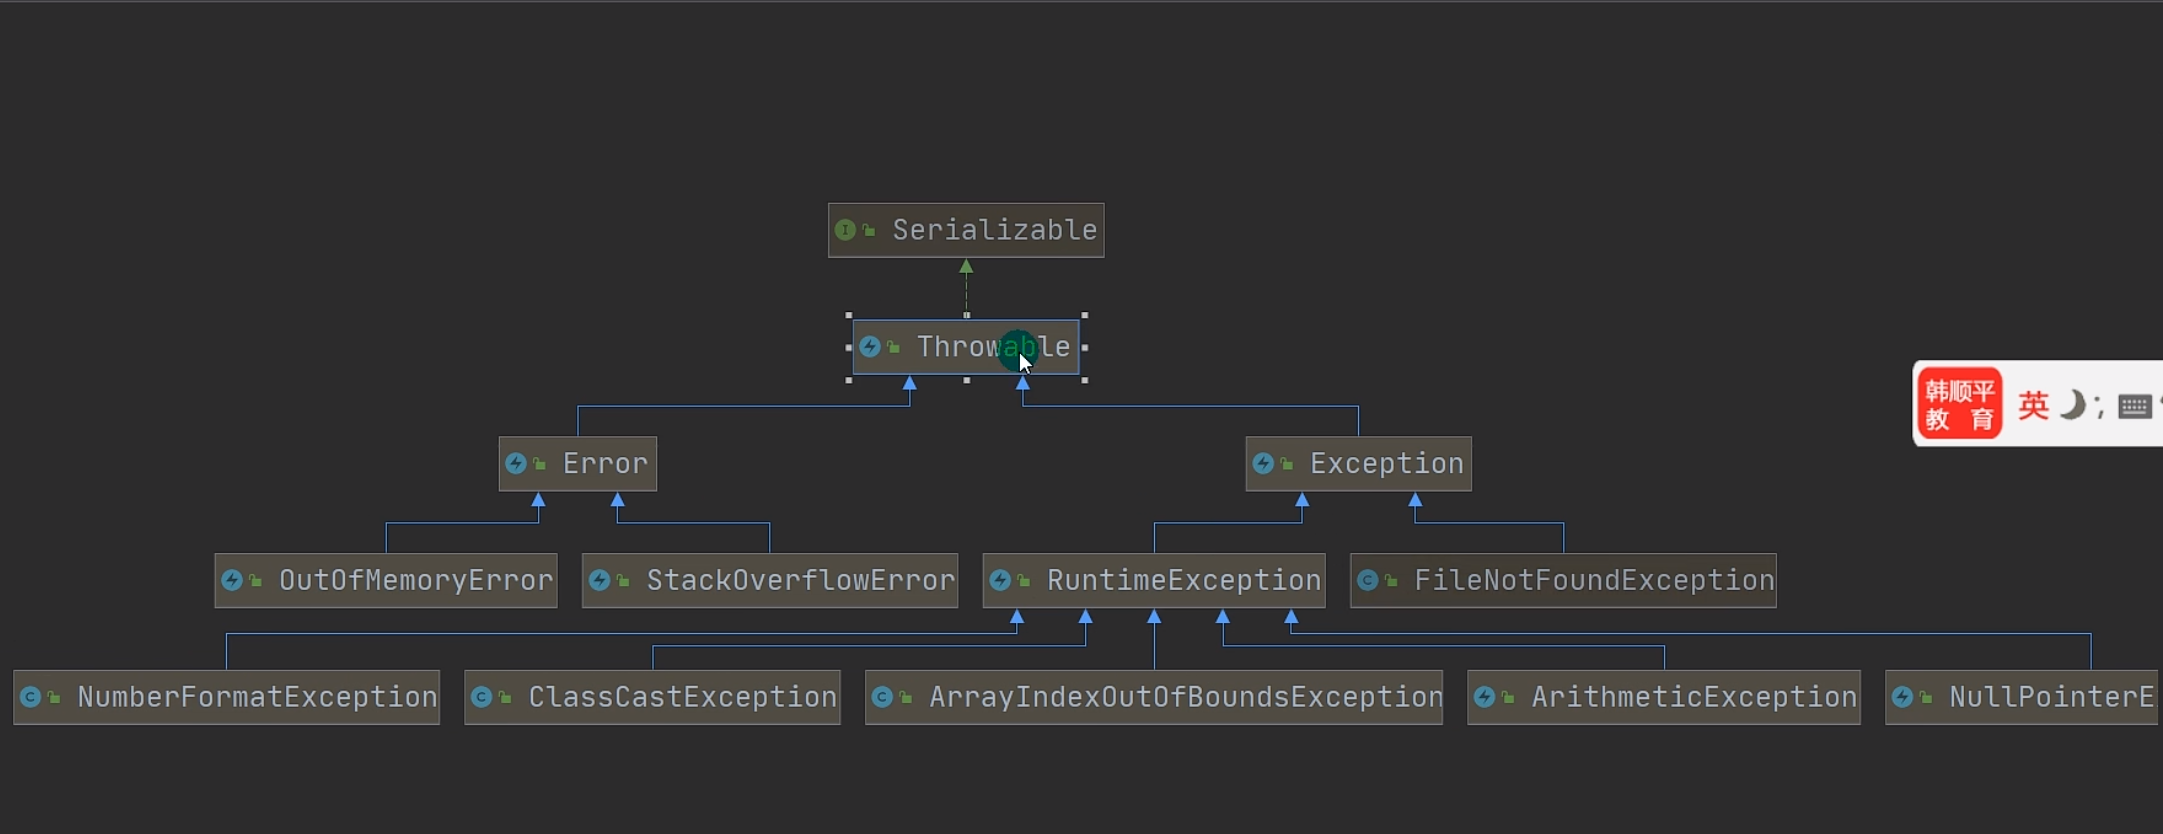 Serializable
Throwable
韩顺平
教 育
英
Error
Exception
OutOfMemoryError
StackOverflowError
RuntimeException
FileNotFoundException
NumberFormatException
ClassCastException
ArrayIndexOutOfBoundsException
ArithmeticException
NullPointerE